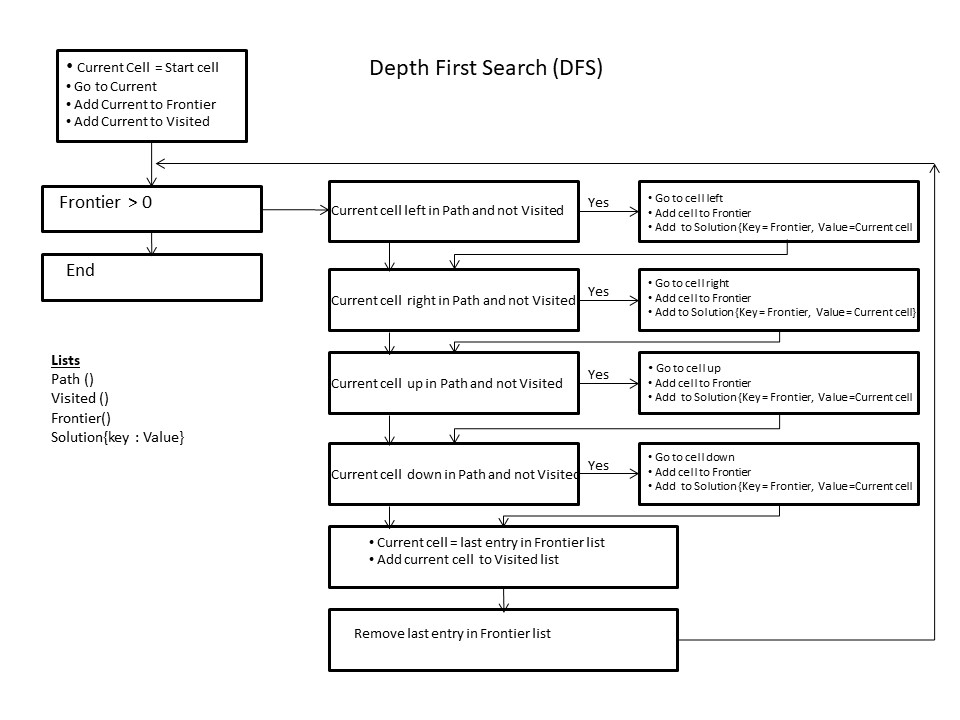 Depth First Search (DFS)
• Current Cell = Start cell
• Go to Current
• Add Current to Frontier
• Add Current to Visited
Frontier > 0
End
Current cell left in Path and not Visited
Yes
• Go to cell left
• Add cell to Frontier
• Add to Solution{Key = Frontier, Value=Current cell
Current cell right in Path and not Visited
Yes
• Go to cell right
• Add cell to Frontier
• Add to Solution{Key = Frontier, Value = Current cell}
Current cell up in Path and not Visited
Yes
• Go to cell up
• Add cell to Frontier
• Add to Solution{Key = Frontier, Value=Current cell
Current cell down in Path and not Visited
Yes
• Go to cell down
• Add cell to Frontier
• Add to Solution{Key = Frontier, Value=Current cell
• Current cell = last entry in Frontier list
• Add current cell to Visited list
Remove last entry in Frontier list
Lists
Path ()
Visited ()
Frontier()
Solution{key : Value}